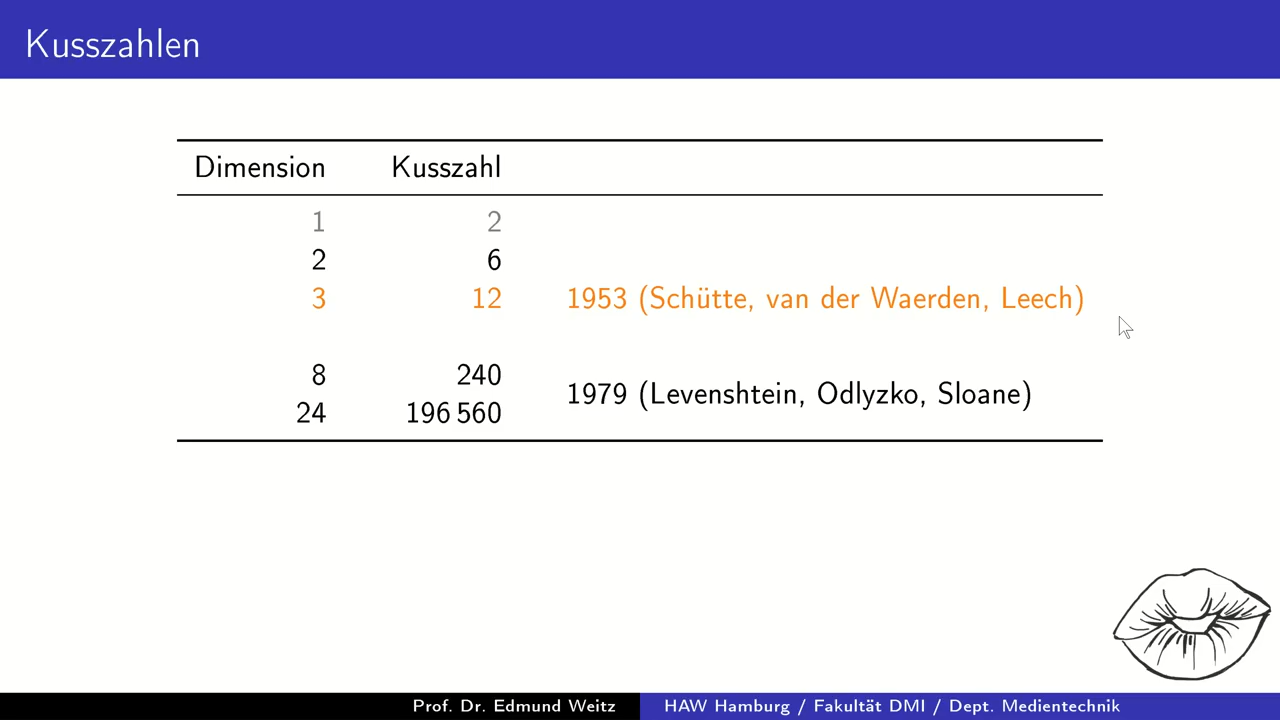 Kusszahlen
Dimension Kusszahl
1 2
2 6
3 12 1953 (Schütte, van der Waerden, Leech)
8 240
1979 (Levenshtein, Odlyzko, Sloane)
24 196 560
Prof. Dr. Edmund Weitz HAW Hamburg / Fakultät DMI / Dept. Medientechnik